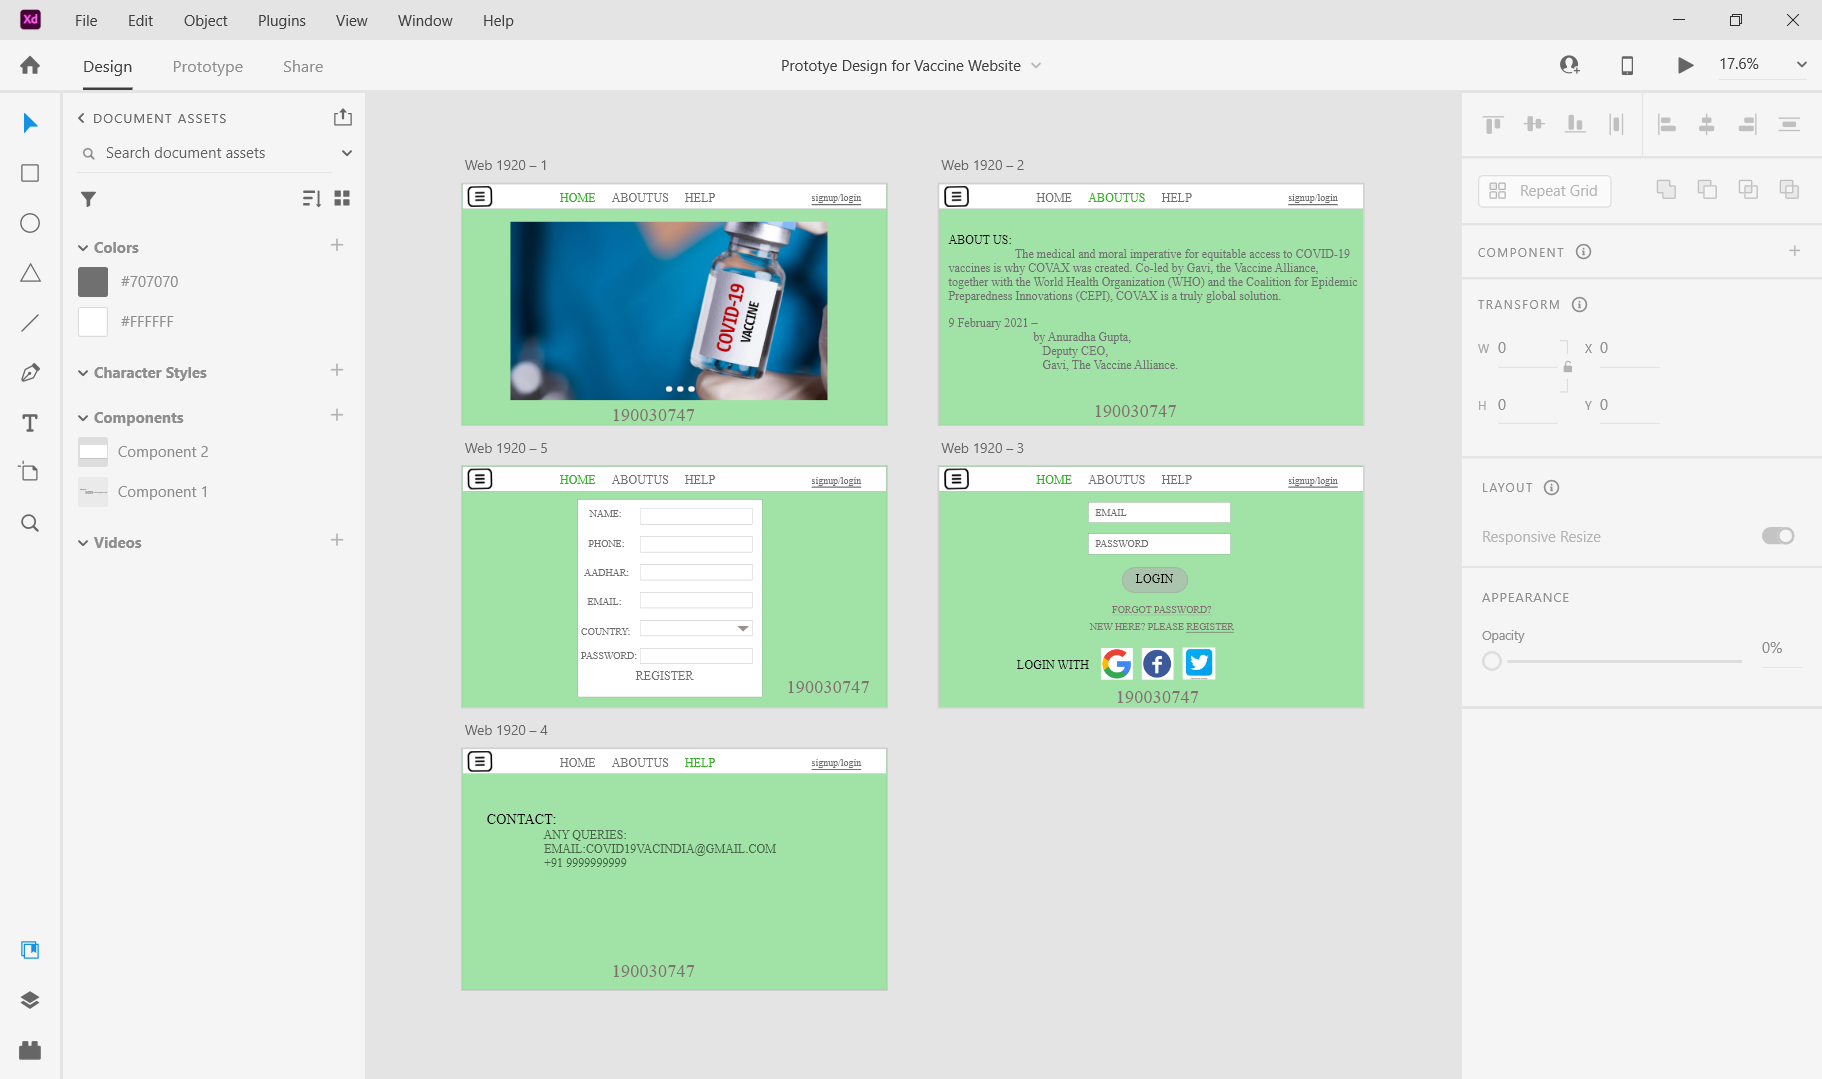 Xd File Edit Object Plugins View Window Help
Design Prototype Share
Prototye Design for Vaccine Website
17.6%
DOCUMENT ASSETS
Search document assets
Colors
#707070
#FFFFFF
Character Styles
Components
Component 2
Component 1
Videos
Web 1920 – 1
HOME ABOUTUS HELP signup/login
COVID-19
VACCINE
190030747
Web 1920 – 2
HOME ABOUTUS HELP signup/login
ABOUT US:
The medical and moral imperative for equitable access to COVID-19
vaccines is why COVAX was created. Co-led by Gavi, the Vaccine Alliance,
together with the World Health Organization (WHO) and the Coalition for Epidemic
Preparedness Innovations (CEPI), COVAX is a truly global solution.
9 February 2021 –
by Anuradha Gupta,
Deputy CEO,
Gavi, The Vaccine Alliance.
190030747
Web 1920 – 5
HOME ABOUTUS HELP signup/login
NAME:
PHONE:
AADHAR:
EMAIL:
COUNTRY:
PASSWORD:
REGISTER
190030747
Web 1920 – 3
HOME ABOUTUS HELP signup/login
EMAIL
PASSWORD
LOGIN
FORGOT PASSWORD?
NEW HERE? PLEASE REGISTER
LOGIN WITH
190030747
Web 1920 – 4
HOME ABOUTUS HELP signup/login
CONTACT:
ANY QUERIES:
EMAIL:COVID19VACINDIA@GMAIL.COM
+91 9999999999
190030747
Repeat Grid
COMPONENT
TRANSFORM
W 0 X 0
H 0 Y 0
LAYOUT
Responsive Resize
APPEARANCE
Opacity
0%